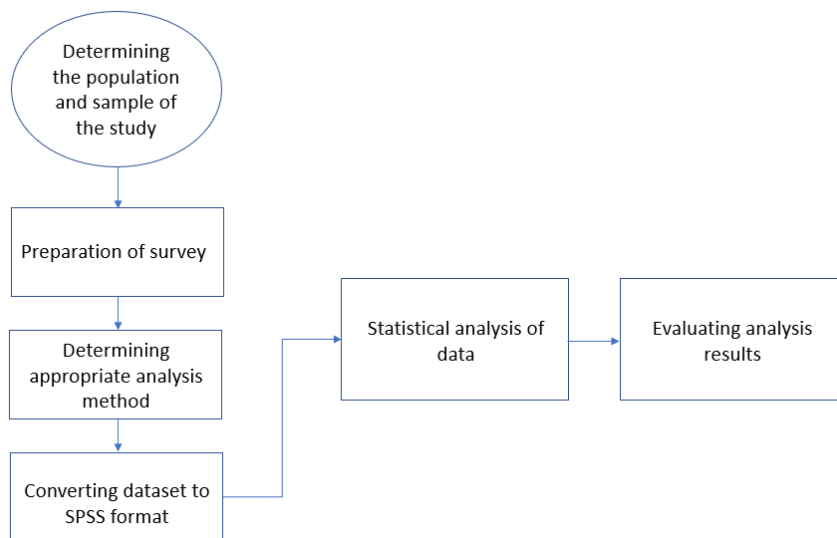 Determining
the population
and sample of
the study
Preparation of survey
Determining
appropriate analysis
method
Converting dataset to
SPSS format
Statistical analysis of
data
Evaluating analysis
results